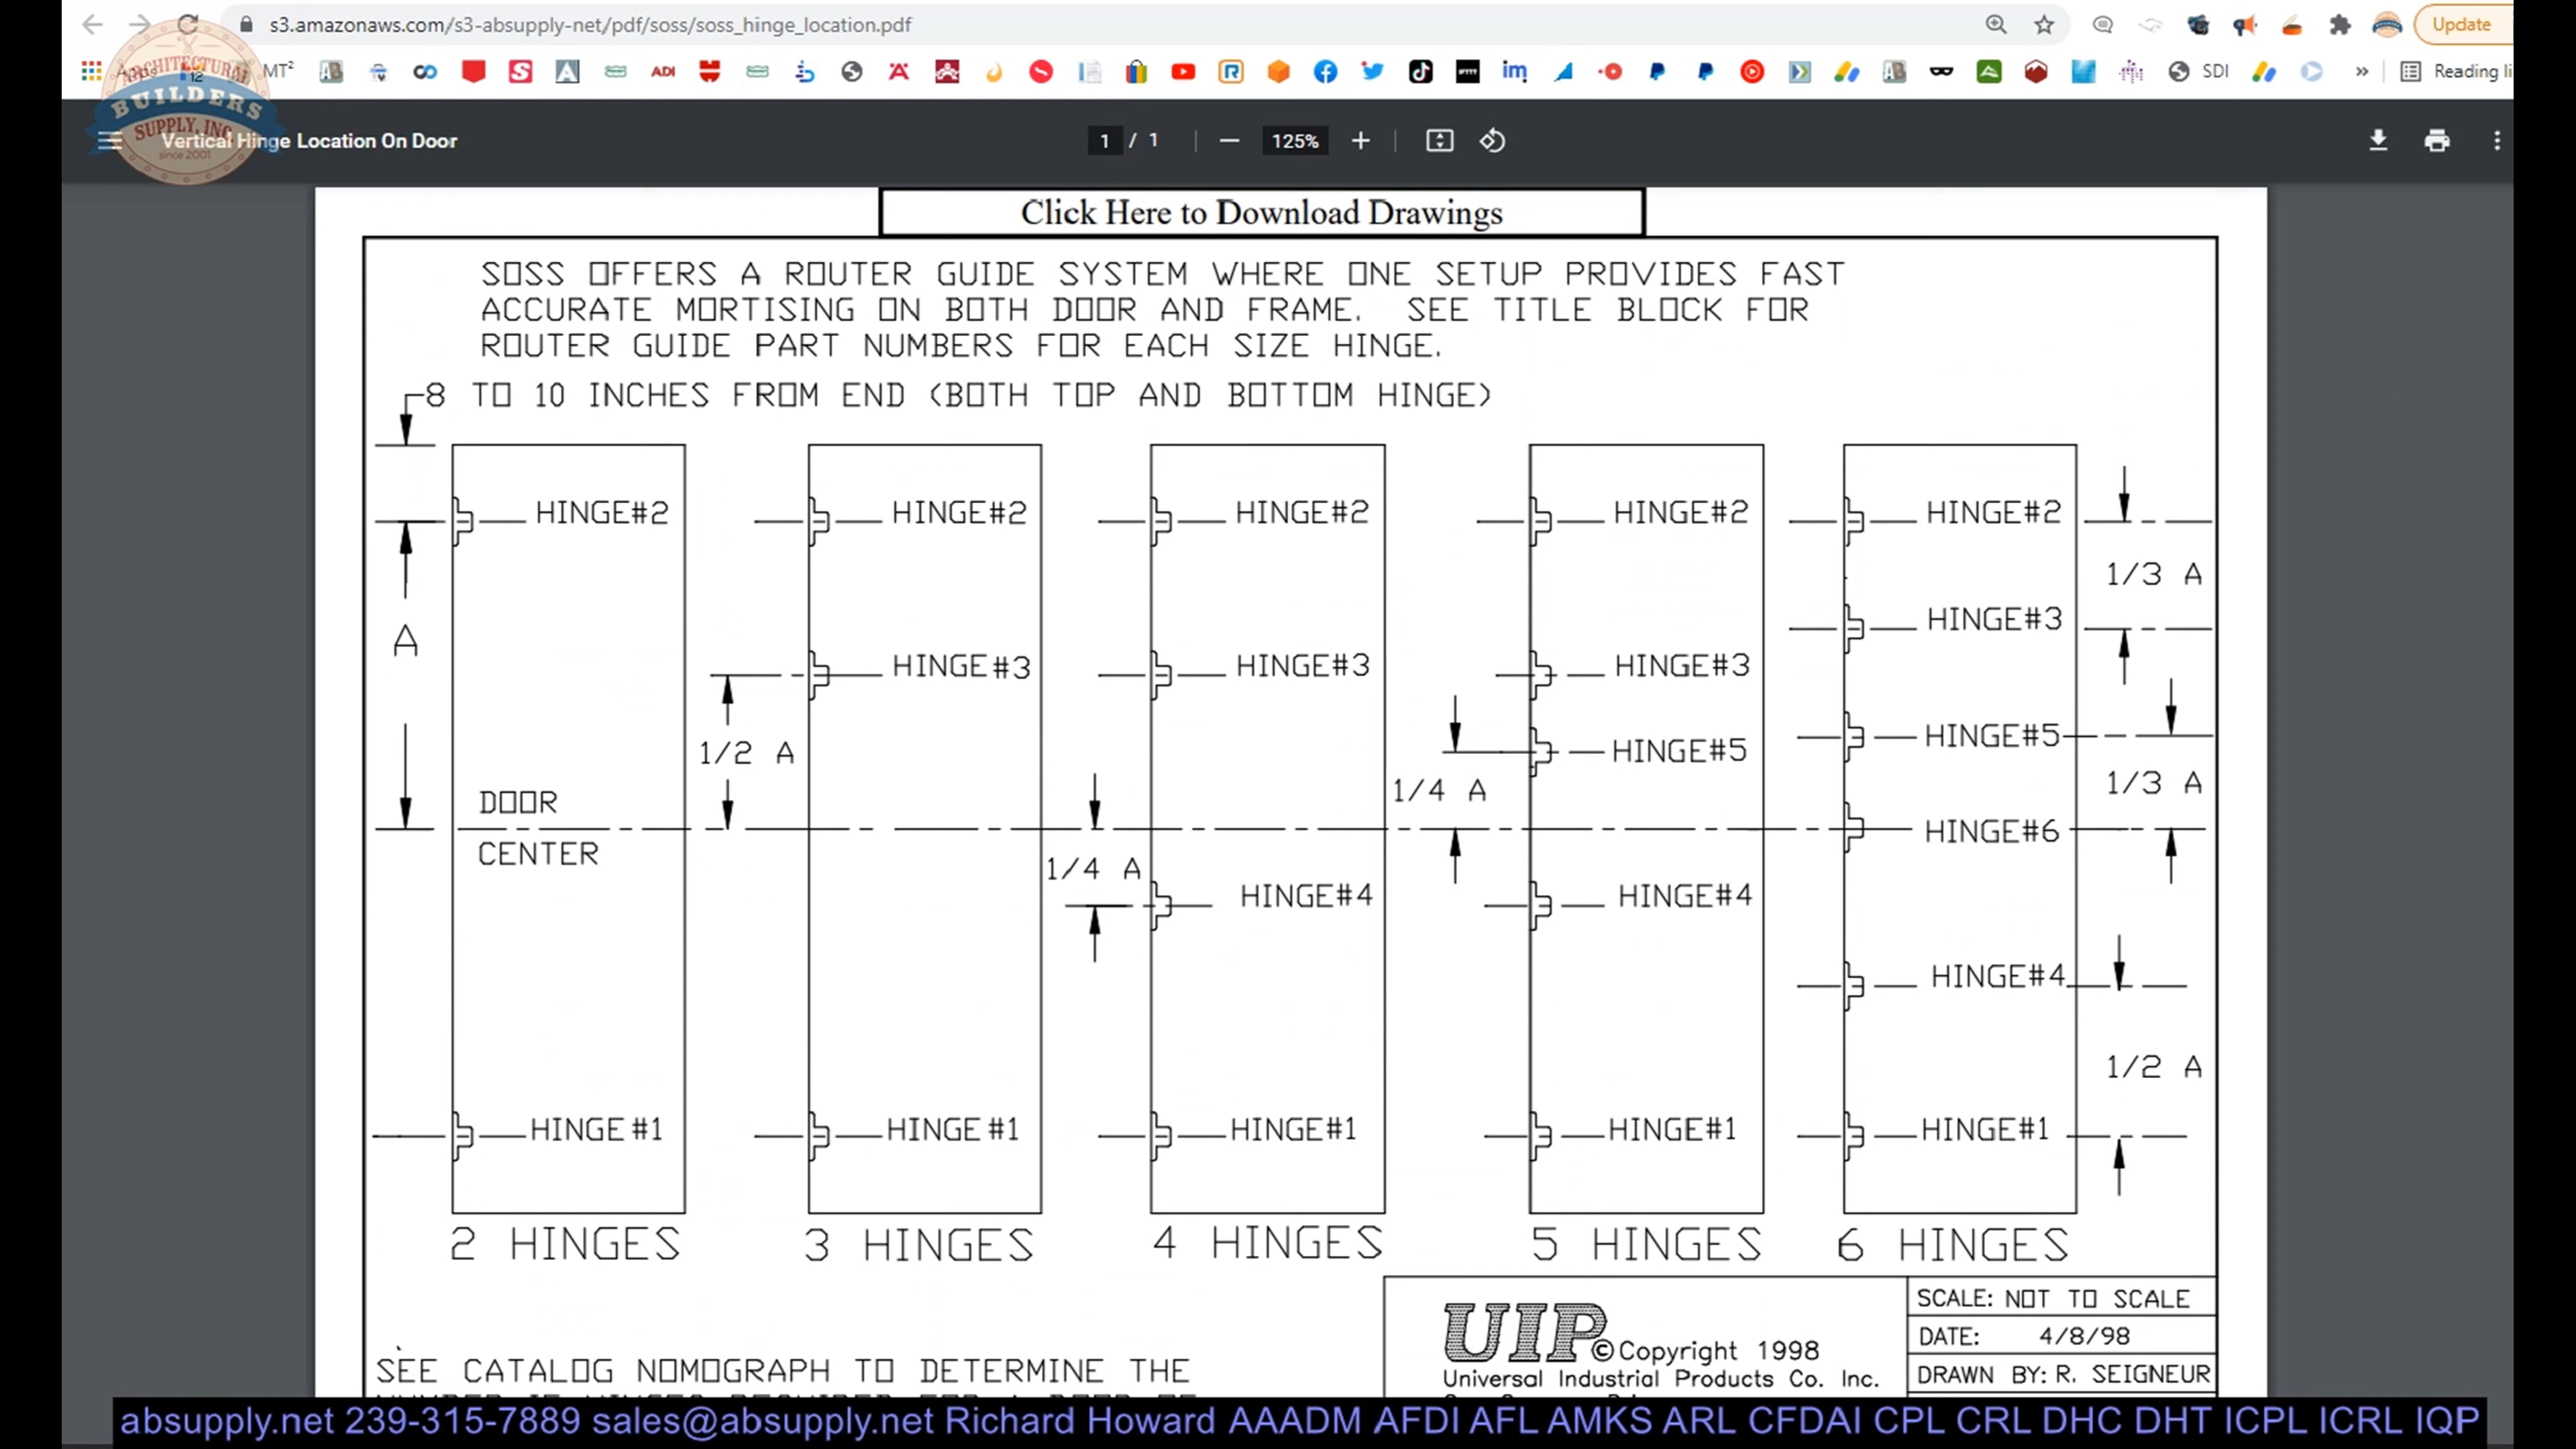 s3.amazonaws.com/s3-absupply-net/pdf/soss/soss_hinge_location.pdf
Update
MT²
SDI
Reading li
ARCHITECTURAL
BUILDERS
SUPPLY, INC
since 2001
Vertical Hinge Location On Door
1 / 1
125%
Click Here to Download Drawings
SOSS OFFERS A ROUTER GUIDE SYSTEM WHERE ONE SETUP PROVIDES FAST
ACCURATE MORTISING ON BOTH DOOR AND FRAME. SEE TITLE BLOCK FOR
ROUTER GUIDE PART NUMBERS FOR EACH SIZE HINGE.
8 TO 10 INCHES FROM END (BOTH TOP AND BOTTOM HINGE)
HINGE#2 HINGE#2 HINGE#2 HINGE#2 HINGE#2
1/3 A
HINGE#3
A
HINGE#3 HINGE#3 HINGE#3
HINGE#5
1/2 A
HINGE#5
1/4 A
1/3 A
DOOR
CENTER
HINGE#6
1/4 A
HINGE#4 HINGE#4
HINGE#4
1/2 A
HINGE#1 HINGE#1 HINGE#1 HINGE#1 HINGE#1
2 HINGES 3 HINGES 4 HINGES 5 HINGES 6 HINGES
UIP
©Copyright 1998
Universal Industrial Products Co. Inc.
SCALE: NOT TO SCALE
DATE: 4/8/98
DRAWN BY: R. SEIGNEUR
SEE CATALOG NOMOGRAPH TO DETERMINE THE
absupply.net 239-315-7889 sales@absupply.net Richard Howard AAADM AFDI AFL AMKS ARL CFDAI CPL CRL DHC DHT ICPL ICRL IQP